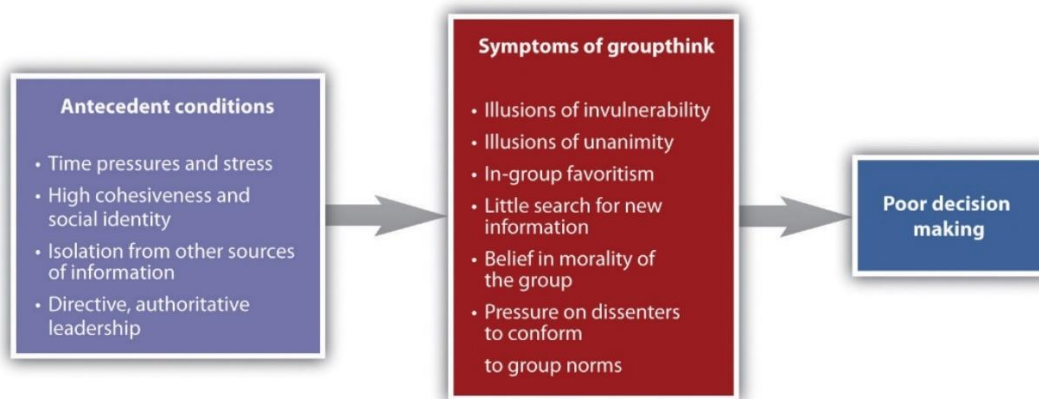 Antecedent conditions
• Time pressures and stress
• High cohesiveness and
social identity
• Isolation from other sources
of information
• Directive, authoritative
leadership
Symptoms of groupthink
• Illusions of invulnerability
• Illusions of unanimity
• In-group favoritism
• Little search for new
information
• Belief in morality of
the group
• Pressure on dissenters
to conform
to group norms
Poor decision
making